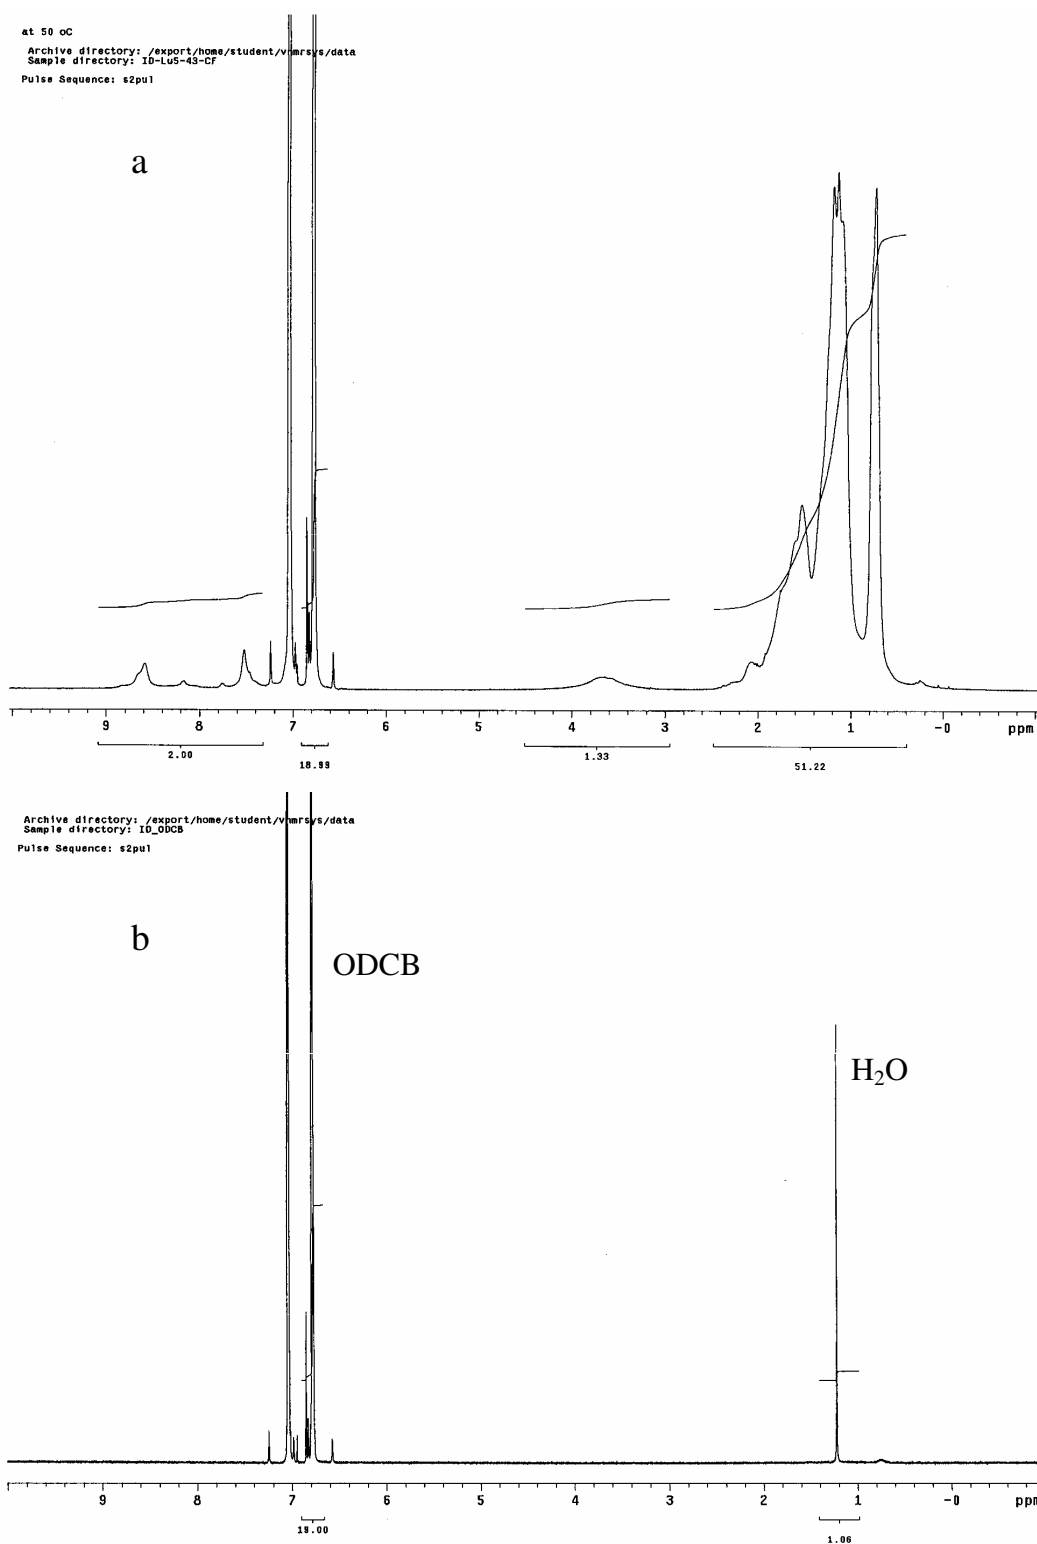 at 50 oC
Archive directory: /export/home/student/vnmrsys/data
Sample directory: ID-Lu5-43-CF
Pulse Sequence: s2pul
a
9 8 7 6 5 4 3 2 1 -0 ppm
2.00 18.99 1.33 51.22
Archive directory: /export/home/student/vnmrsys/data
Sample directory: ID_ODCB
Pulse Sequence: s2pul
b
ODCB
H₂O
9 8 7 6 5 4 3 2 1 -0 ppm
19.00 1.06